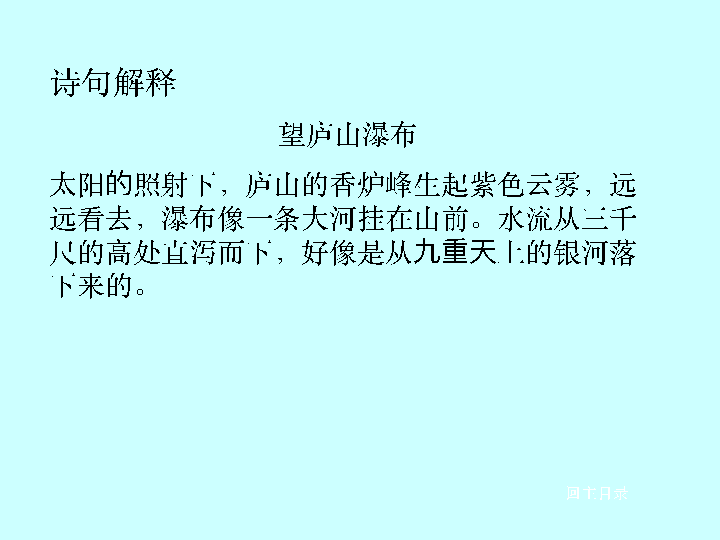 诗句解释
望庐山瀑布
太阳的照射下，庐山的香炉峰生起紫色云雾，远
远看去，瀑布像一条大河挂在山前。水流从三千
尺的高处直泻而下，好像是从九重天上的银河落
下来的。
回主目录